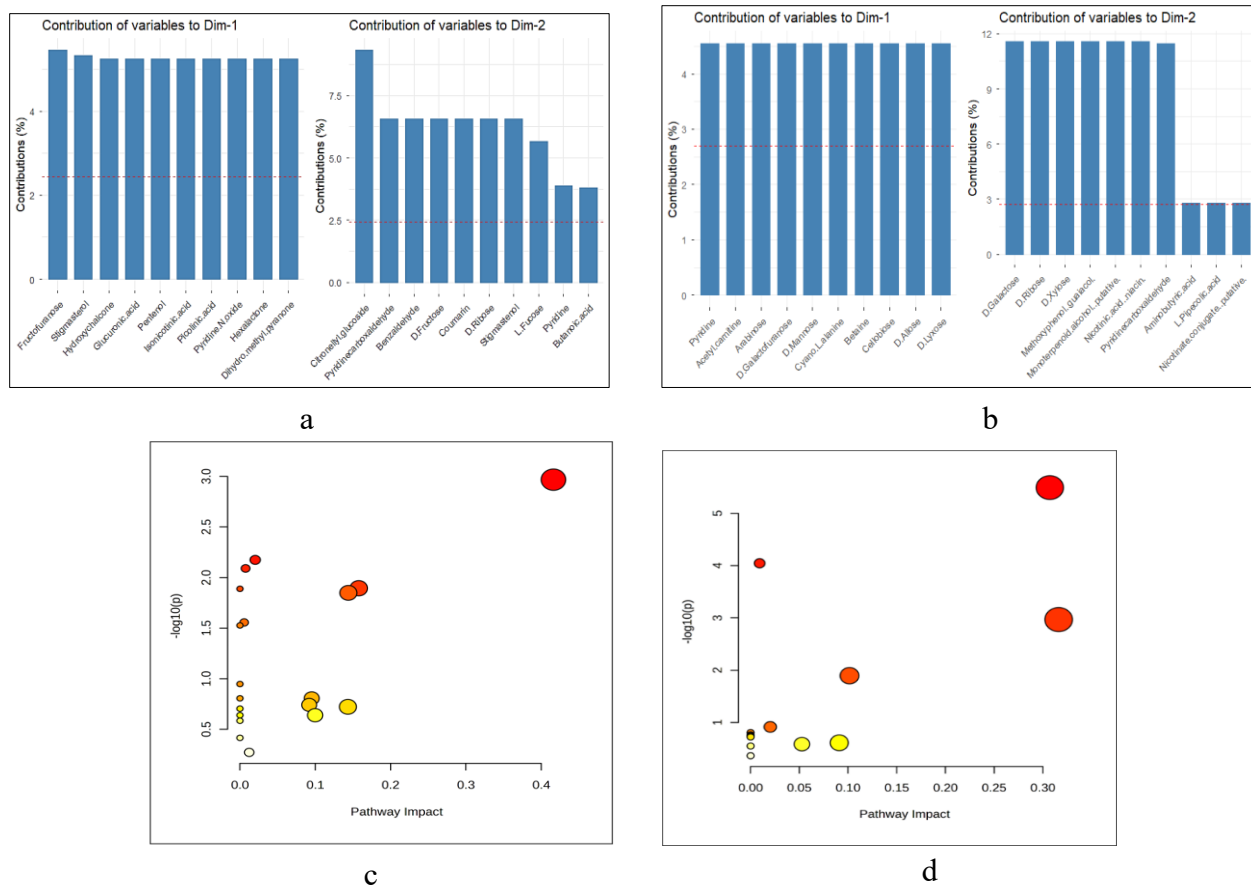 Contribution of variables to Dim-1
Contributions (%)
4
2
0
Fructofuranose
Stigmasterol
Hydroxychalcone
Glucuronic.acid
Pentenol
Isonicotinic.acid
Picolinic.acid
Pyridine.N.oxide
Hexalactone
Dihydro.methyl.pyranone
Contribution of variables to Dim-2
Contributions (%)
7.5
5.0
2.5
0.0
Citronellyl.glucoside
Pyridinecarboxaldehyde
Benzaldehyde
D.Fructose
Coumarin
D.Ribose
Stigmastenol
L.Fucose
Pyridine
Butanoic.acid
a
Contribution of variables to Dim-1
Contributions (%)
4
3
2
1
0
Pyridine
Acetyl.carnitine
Arabinose
D.Galactofuranose
D.Mannose
Cyano.L.alanine
Betaine
Cellobiose
D.Allose
D.Lyxose
Contribution of variables to Dim-2
Contributions (%)
12
9
6
3
0
D.Galactose
D.Ribose
D.Xylose
Methoxyphenol.guaiacol.
Monoterpenoid.alcohol.putative.
Nicotinic.acid..niacin.
Pyridinecarboxaldehyde
Aminobutyric.acid
L.Pipecolic.acid
Nicotinate.conjugate..putative.
b
-log10(p)
3.0
2.5
2.0
1.5
1.0
0.5
0.0 0.1 0.2 0.3 0.4
Pathway Impact
c
-log10(p)
5
4
3
2
1
0.00 0.05 0.10 0.15 0.20 0.25 0.30
Pathway Impact
d